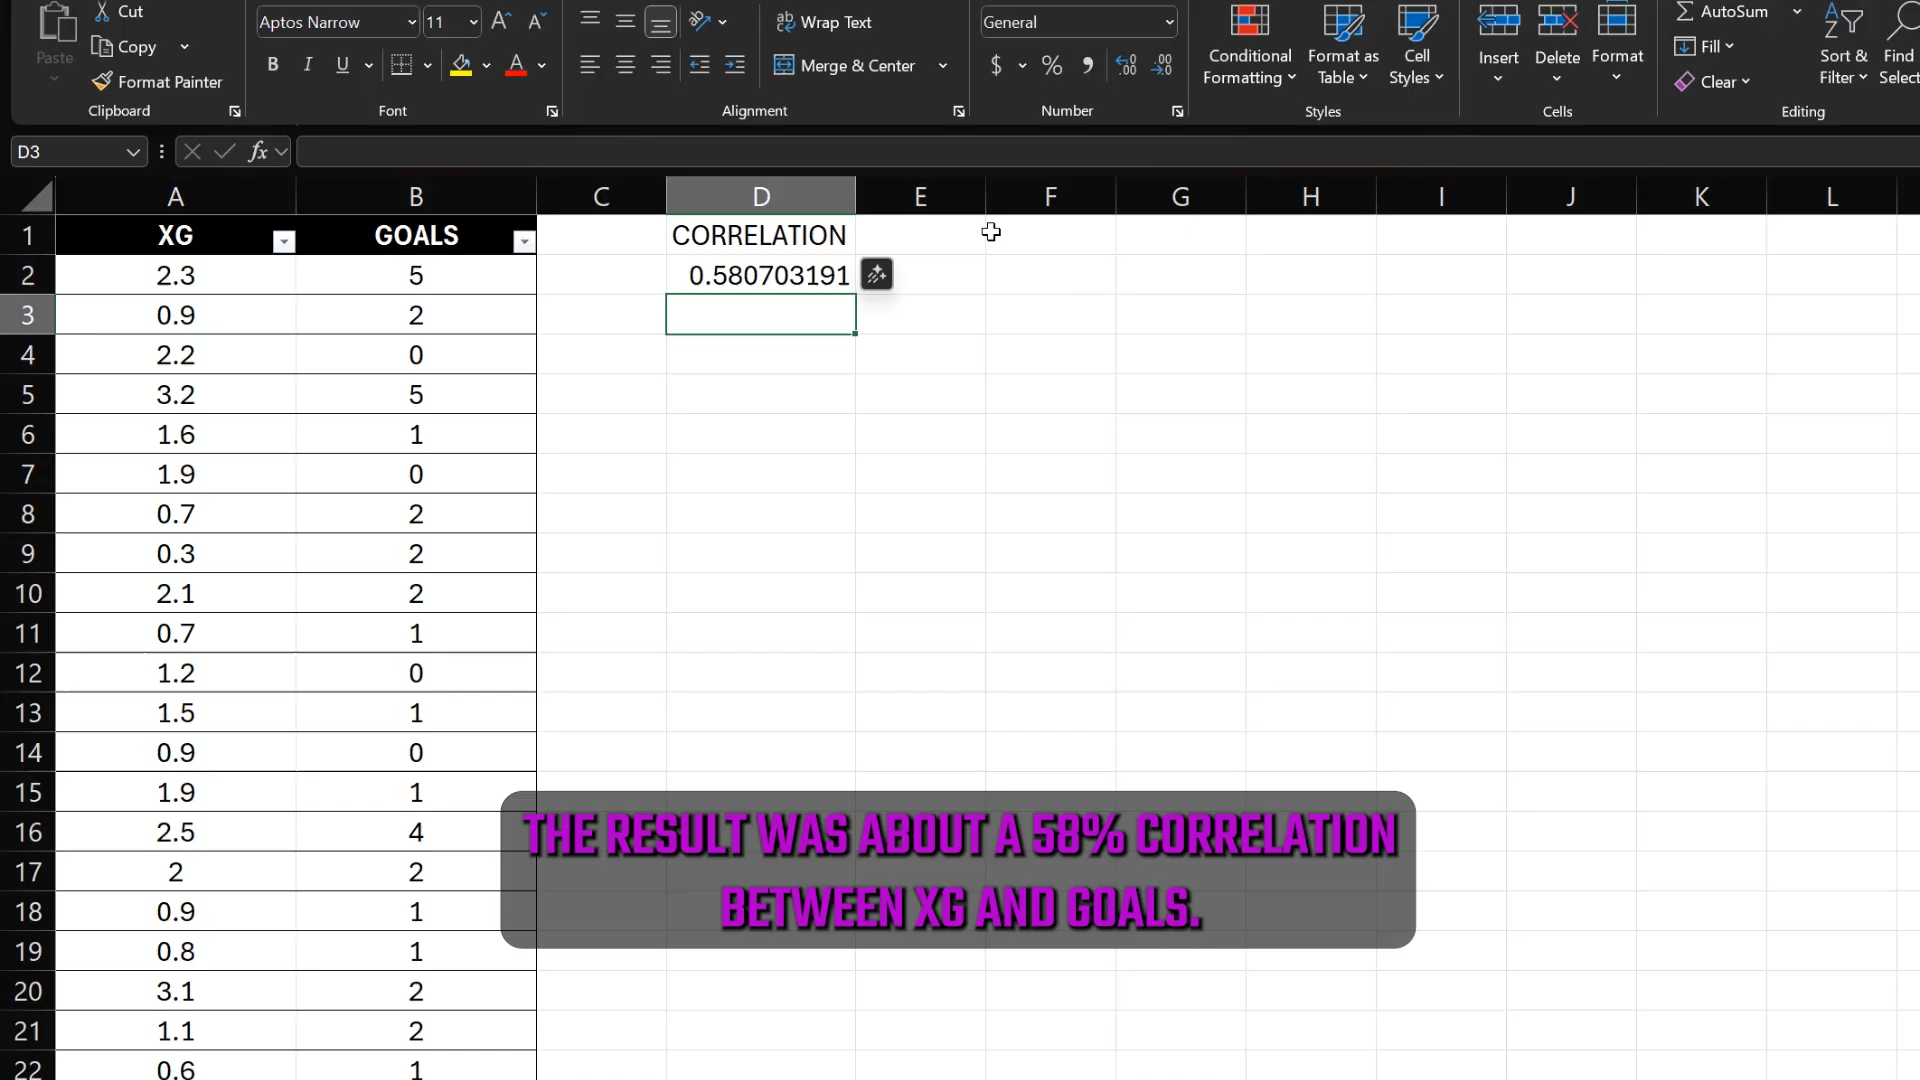 Cut
Aptos Narrow 11 A^ Aˇ
Wrap Text
General
AutoSum
Paste
Copy
Fill
B I U A
Merge & Center
$ % , .00 .00
Conditional Formatting
Format as Table
Cell Styles
Insert
Delete
Format
Sort & Filter
Find
Select
Format Painter
Clear
Clipboard Font Alignment Number Styles Cells Editing
D3 fx
A B C D E F G H I J K L
1 XG GOALS CORRELATION
2 2.3 5 0.580703191
3 0.9 2
4 2.2 0
5 3.2 5
6 1.6 1
7 1.9 0
8 0.7 2
9 0.3 2
10 2.1 2
11 0.7 1
12 1.2 0
13 1.5 1
14 0.9 0
15 1.9 1
16 2.5 4
17 2 2
18 0.9 1
19 0.8 1
20 3.1 2
21 1.1 2
22 0.6 1
THE RESULT WAS ABOUT A 58% CORRELATION
BETWEEN XG AND GOALS.